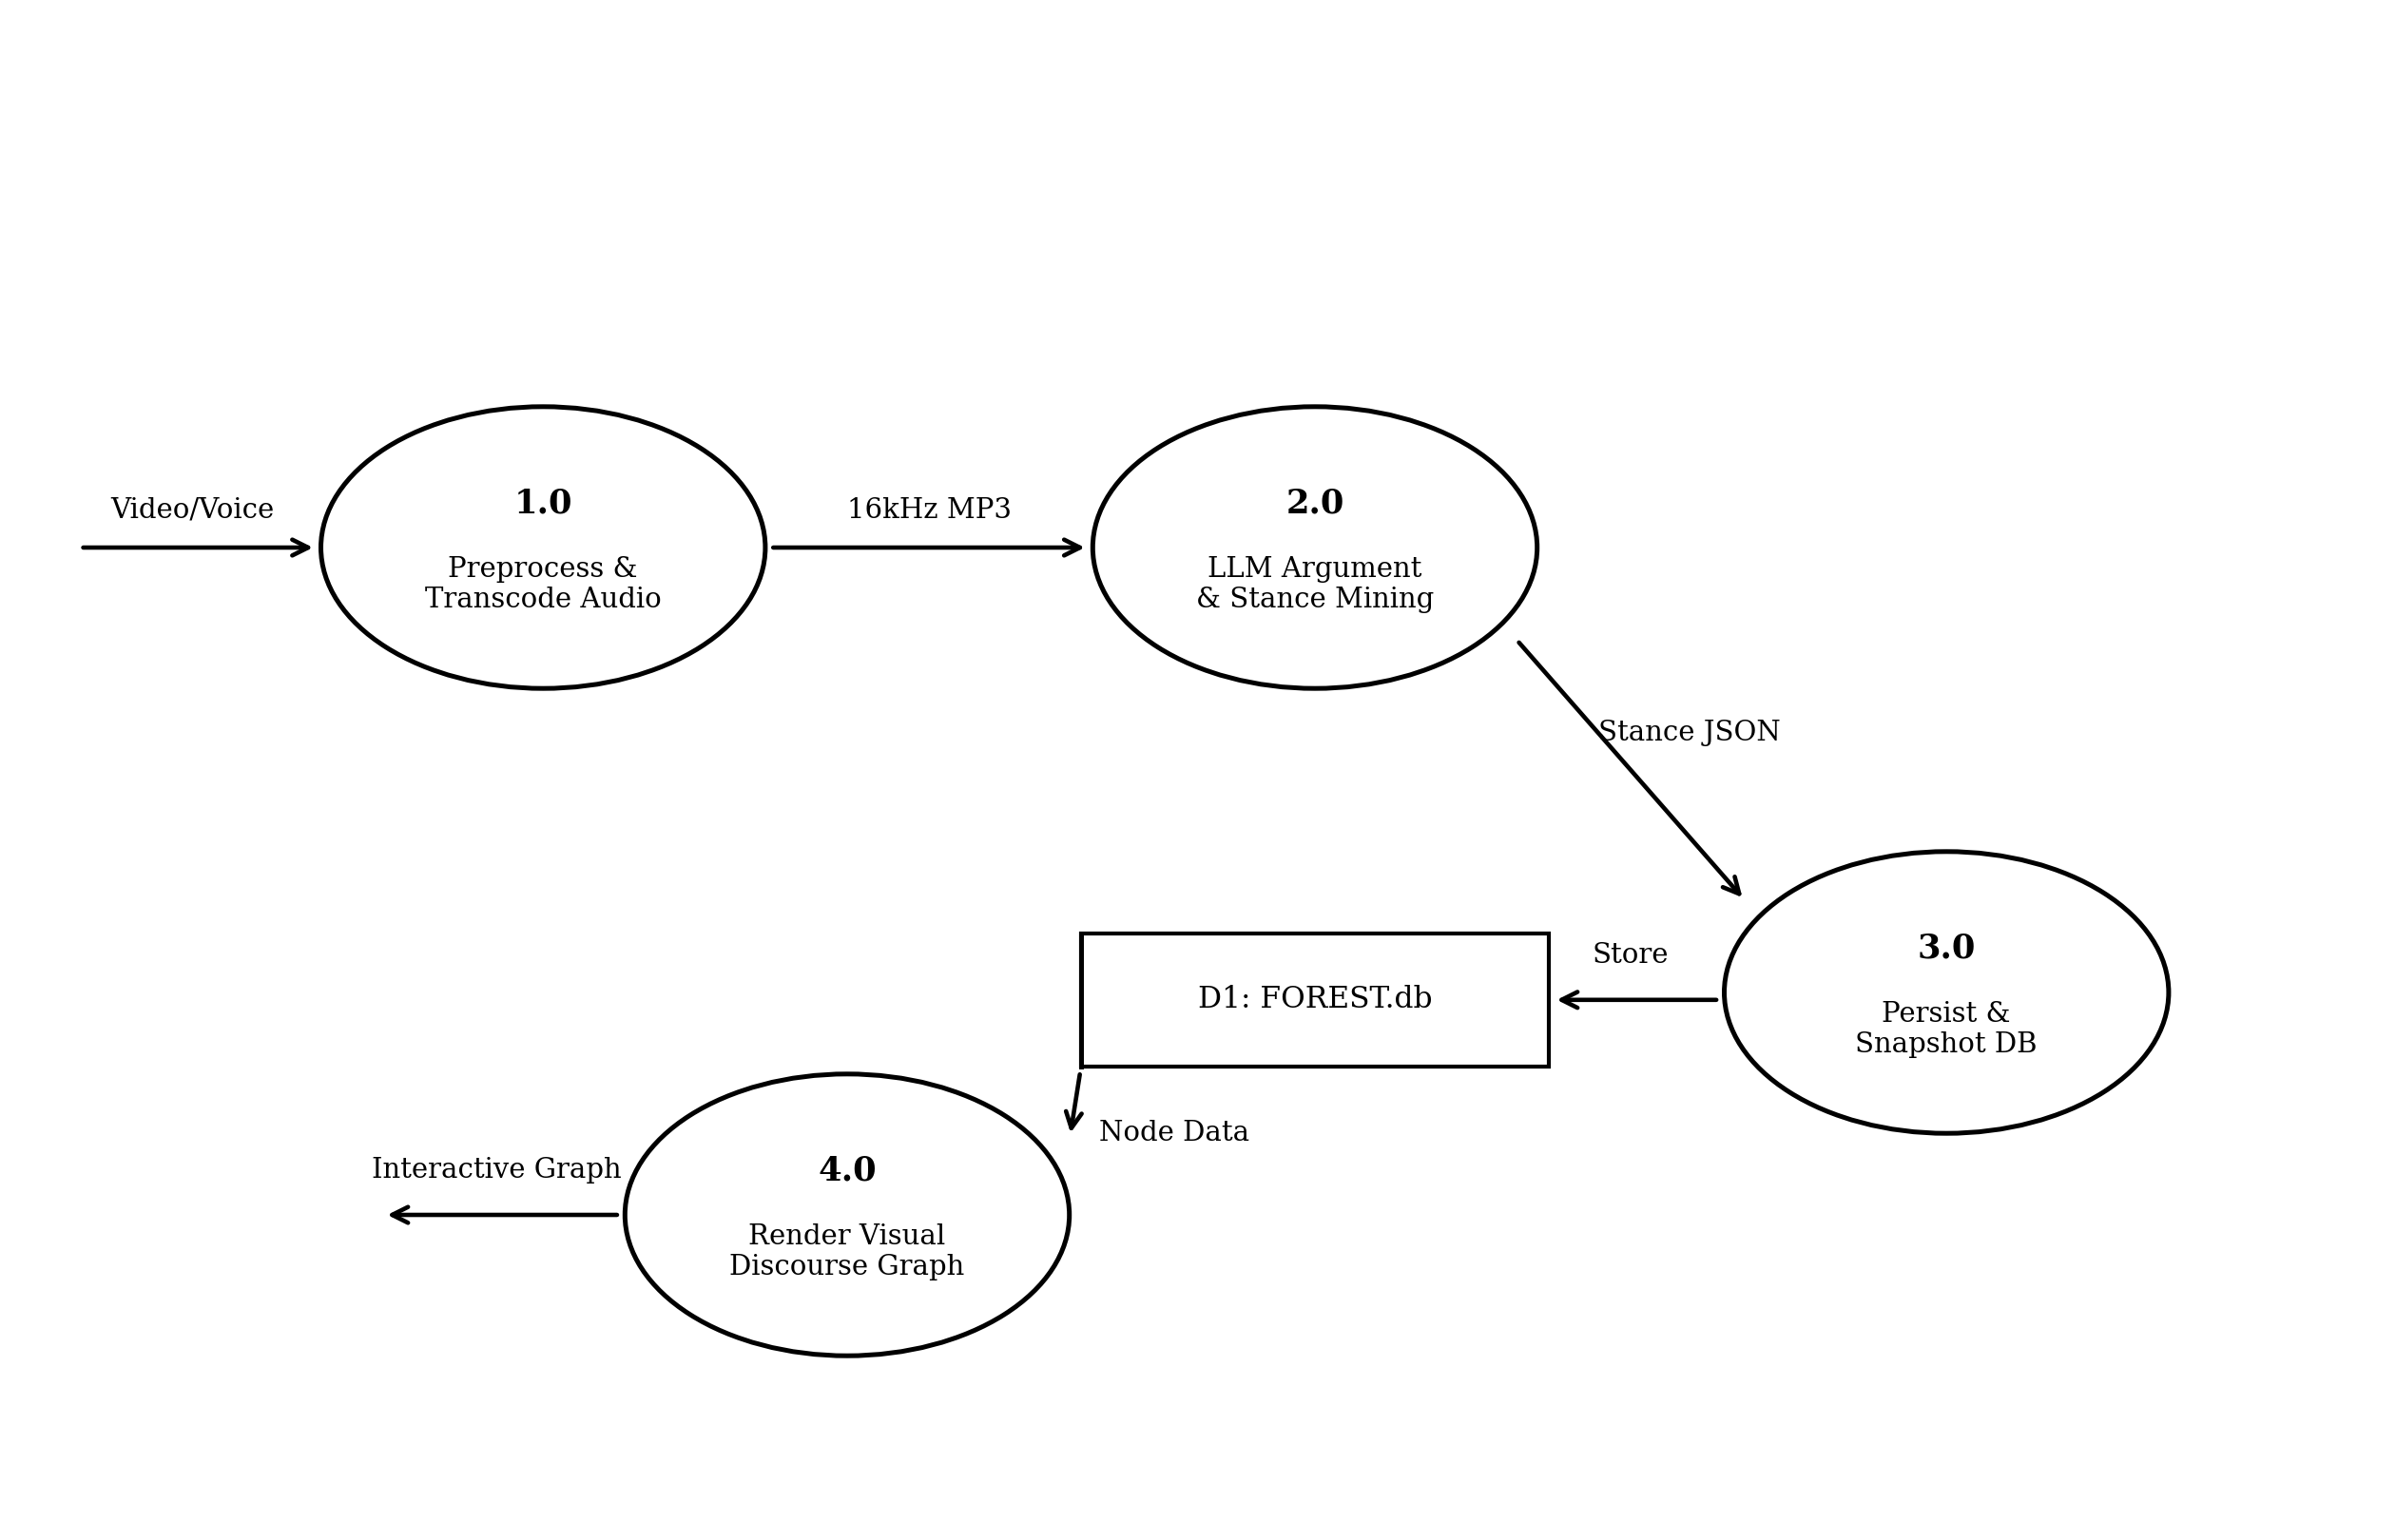 Video/Voice
1.0
Preprocess &
Transcode Audio
16kHz MP3
2.0
LLM Argument
& Stance Mining
Stance JSON
3.0
Persist &
Snapshot DB
Store
D1: FOREST.db
Node Data
4.0
Render Visual
Discourse Graph
Interactive Graph